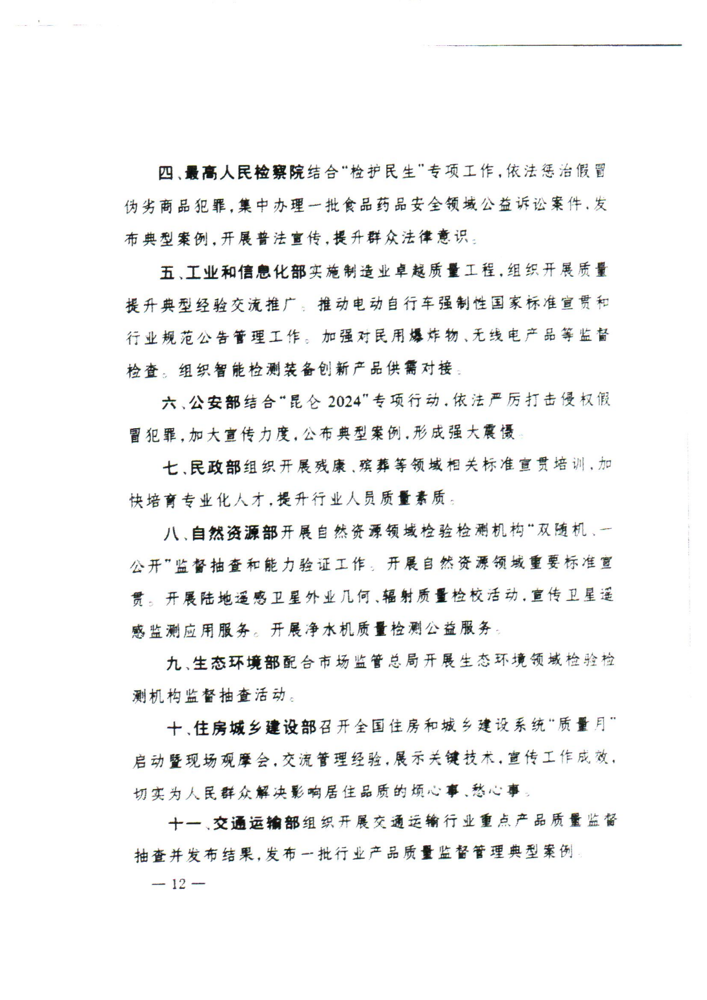 四、最高人民检察院结合“检护民生”专项工作,依法惩治假冒
伪劣商品犯罪,集中办理一批食品药品安全领域公益诉讼案件,发
布典型案例,开展普法宣传,提升群众法律意识。
五、工业和信息化部实施制造业卓越质量工程,组织开展质量
提升典型经验交流推广。推动电动自行车强制性国家标准宣贯和
行业规范公告管理工作。加强对民用爆炸物、无线电产品等监督
检查。组织智能检测装备创新产品供需对接。
六、公安部结合“昆仑 2024”专项行动,依法严厉打击侵权假
冒犯罪,加大宣传力度,公布典型案例,形成强大震慑。
七、民政部组织开展残康、殡葬等领域相关标准宣贯培训,加
快培育专业化人才,提升行业人员质量素质。
八、自然资源部开展自然资源领域检验检测机构“双随机、一
公开”监督抽查和能力验证工作。开展自然资源领域重要标准宣
贯。开展陆地遥感卫星外业几何、辐射质量检校活动,宣传卫星遥
感监测应用服务。开展净水机质量检测公益服务。
九、生态环境部配合市场监管总局开展生态环境领域检验检
测机构监督抽查活动。
十、住房城乡建设部召开全国住房和城乡建设系统“质量月”
启动暨现场观摩会,交流管理经验,展示关键技术,宣传工作成效,
切实为人民群众解决影响居住品质的烦心事、愁心事。
十一、交通运输部组织开展交通运输行业重点产品质量监督
抽查并发布结果,发布一批行业产品质量监督管理典型案例。
— 12 —